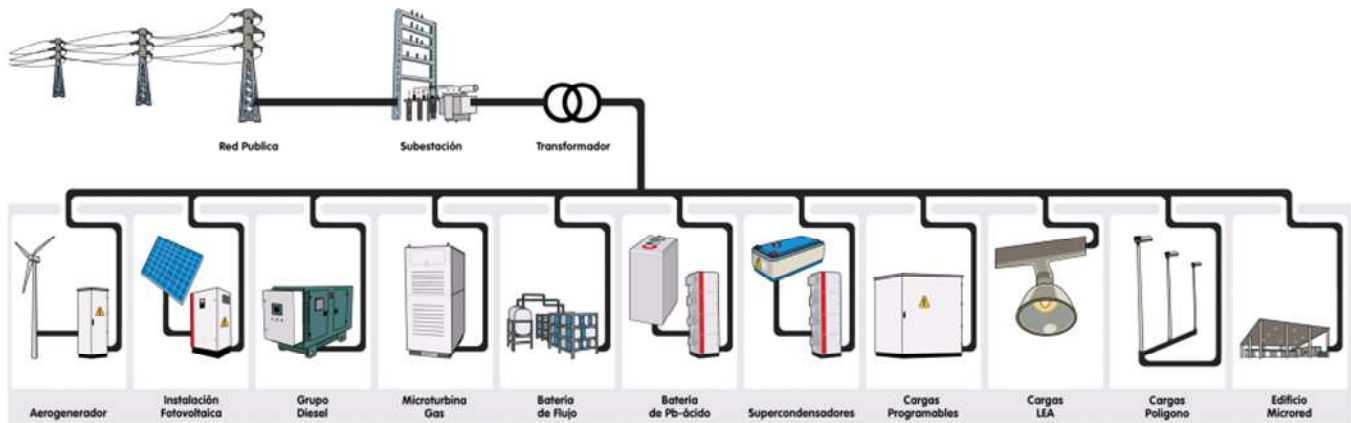 Red Publica
Subestación
Transformador
Aerogenerador
Instalación
Fotovoltaica
Grupo
Diesel
Microturbina
Gas
Bateria
de Flujo
Bateria
de Pb-ácido
Supercondensadores
Cargas
Programables
Cargas
LEA
Cargas
Poligono
Edificio
Microred